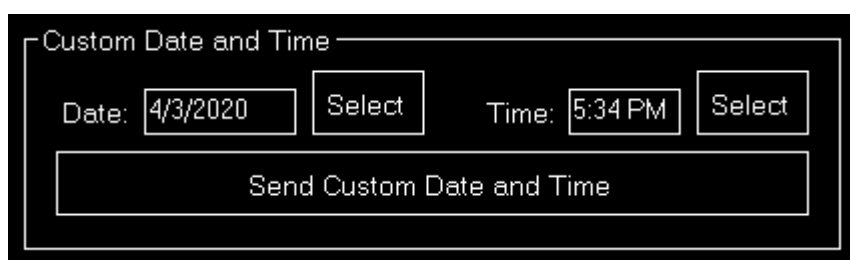 Custom Date and Time
Date: 4/3/2020 Select Time: 5:34 PM Select
Send Custom Date and Time